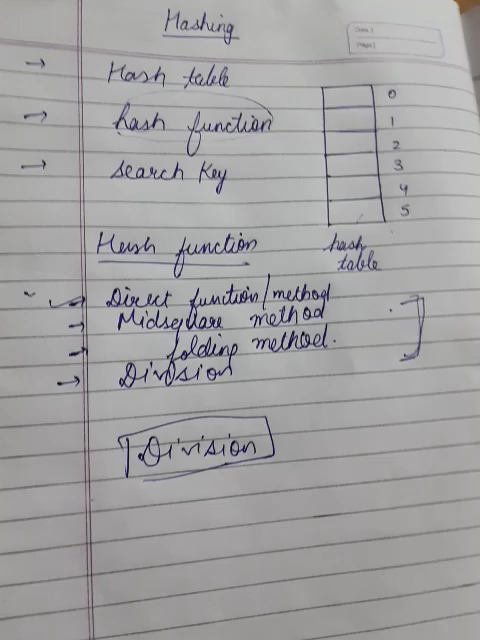 Hashing
Hash table
hash function
search key
0
1
2
3
4
5
hash
table
Hash function
Direct function/method
Midsquare method
folding method.
Division
Division